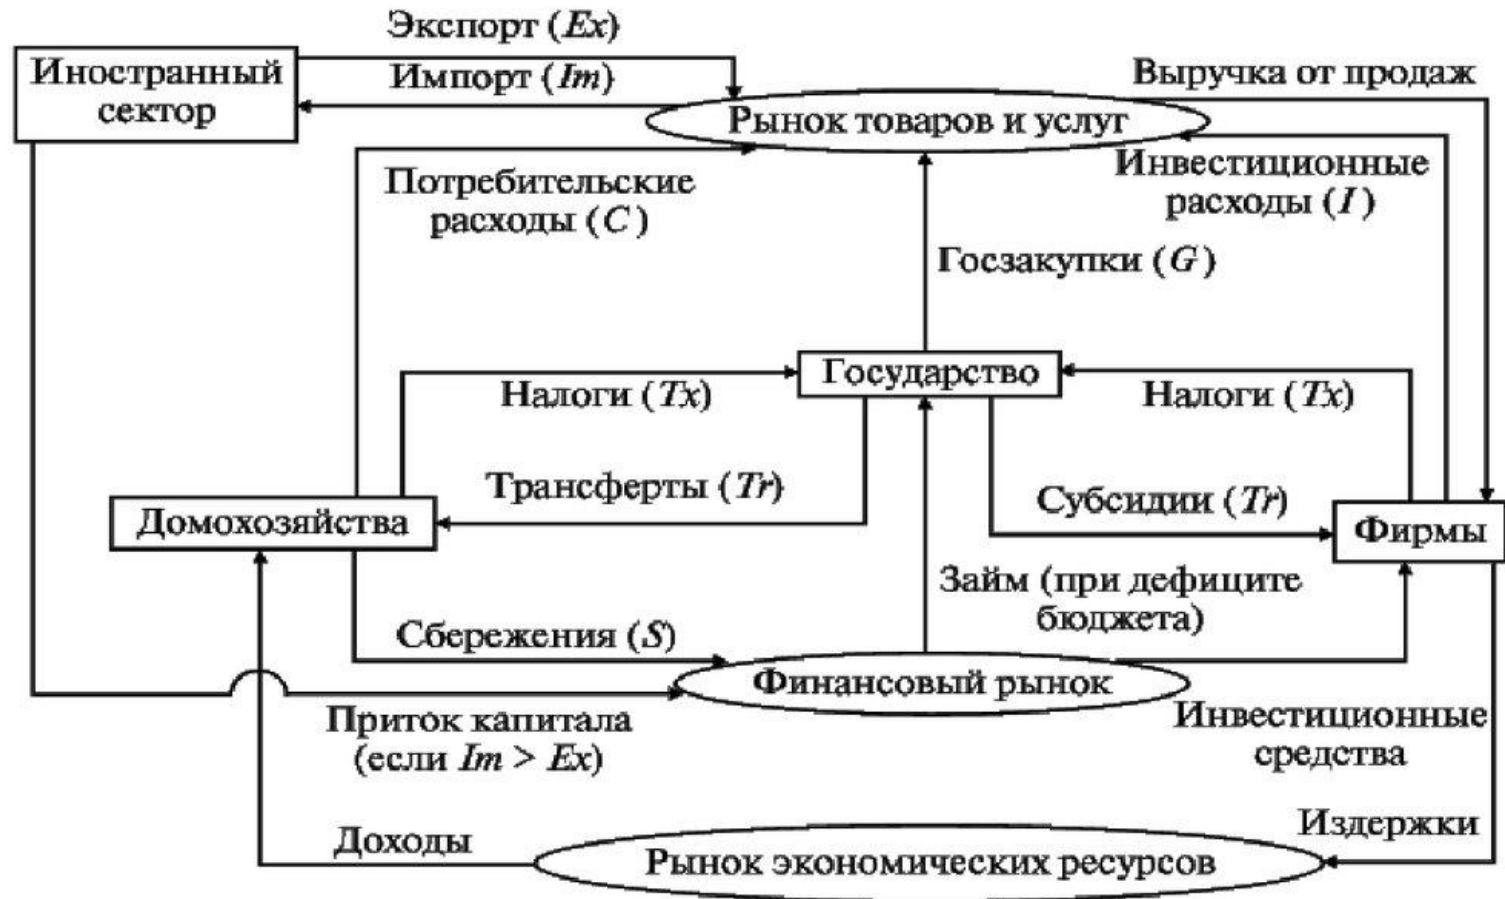 Экспорт (Ex)
Иностранный
сектор
Импорт (Im)
Выручка от продаж
Рынок товаров и услуг
Потребительские
расходы (C)
Инвестиционные
расходы (I)
Госзакупки (G)
Государство
Налоги (Tx)
Налоги (Tx)
Трансферты (Tr)
Субсидии (Tr)
Домохозяйства
Фирмы
Займ (при дефиците
бюджета)
Сбережения (S)
Финансовый рынок
Приток капитала
(если Im > Ex)
Инвестиционные
средства
Доходы
Издержки
Рынок экономических ресурсов